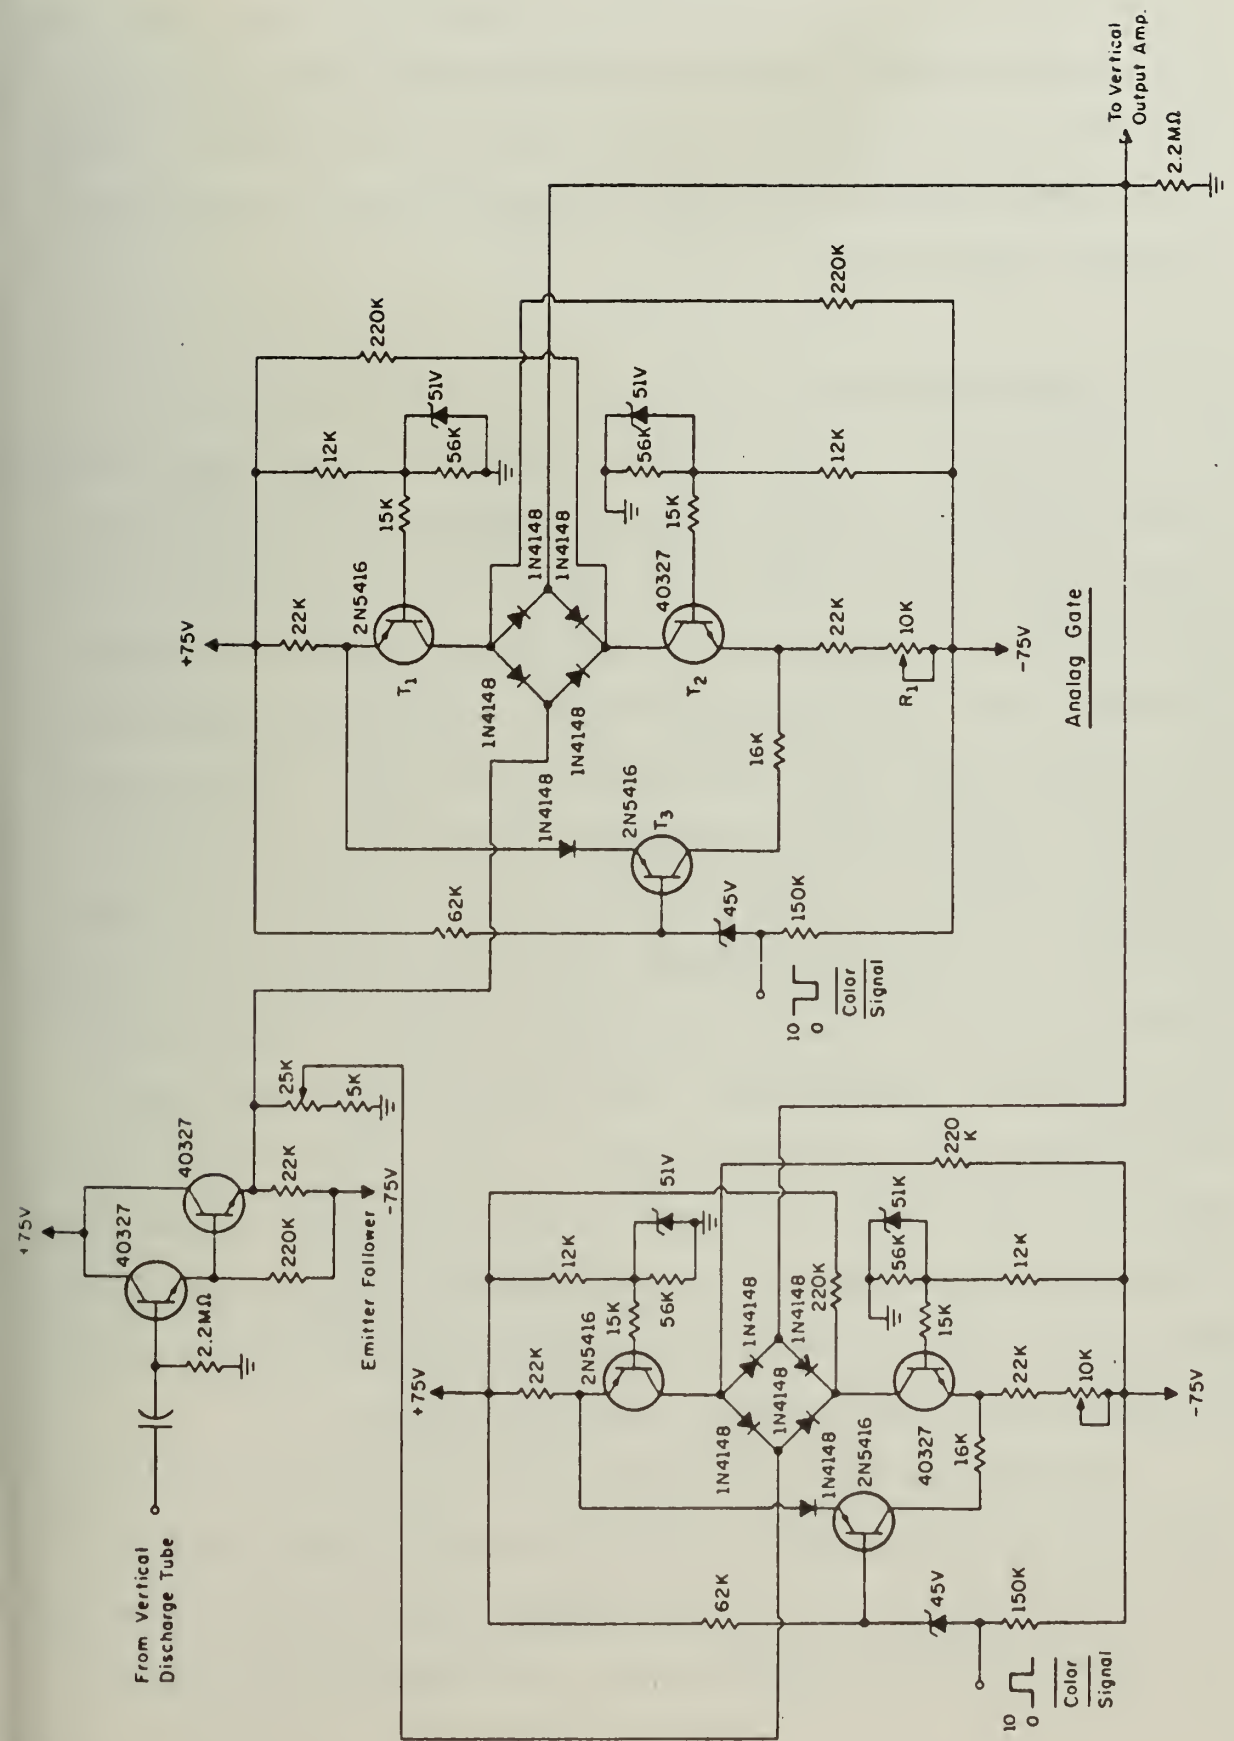 From Vertical
Discharge Tube
+75V
40327
40327
2.2MΩ
220K
22K
-75V
Emitter Follower
25K
5K
+75V
22K
2N5416
12K
15K
56K
51V
1N4148
1N4148
1N4148
1N4148
220K
220
K
62K
1N4148
2N5416
40327
16K
15K
56K
51K
12K
22K
10K
-75V
45V
150K
10
0
Color
Signal
+75V
22K
2N5416
T1
12K
15K
56K
51V
220K
1N4148
1N4148
1N4148
1N4148
220K
62K
1N4148
2N5416
T3
40327
T2
16K
15K
56K
51V
12K
22K
10K
R1
-75V
45V
150K
10
0
Color
Signal
Analog Gate
To Vertical
Output Amp.
2.2MΩ